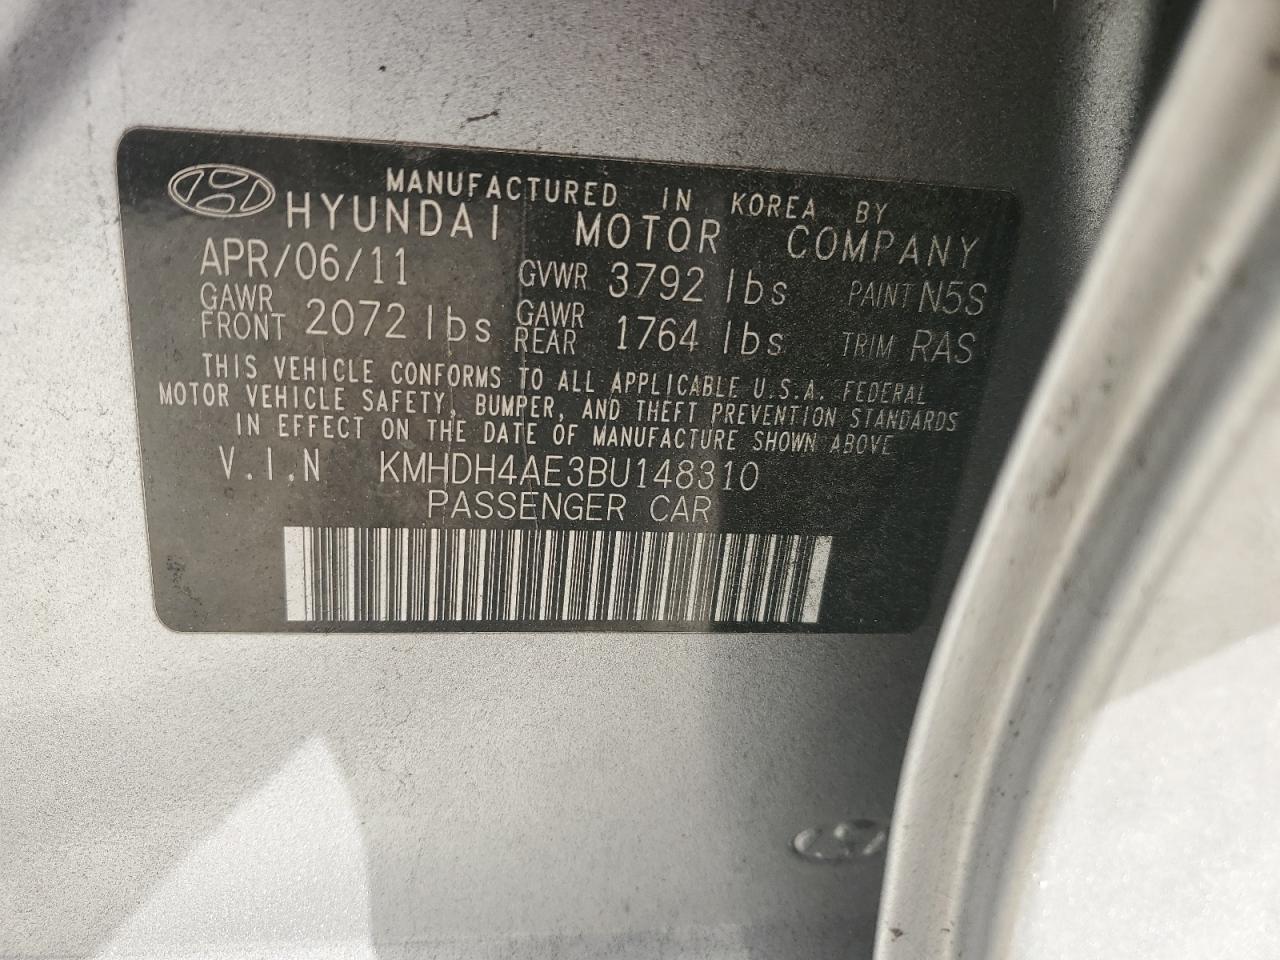 MANUFACTURED IN KOREA BY
HYUNDAI MOTOR COMPANY
APR/06/11 GVWR 3792 lbs PAINT N5S
GAWR FRONT 2072 lbs GAWR REAR 1764 lbs TRIM RAS
THIS VEHICLE CONFORMS TO ALL APPLICABLE U.S.A. FEDERAL
MOTOR VEHICLE SAFETY, BUMPER, AND THEFT PREVENTION STANDARDS
IN EFFECT ON THE DATE OF MANUFACTURE SHOWN ABOVE
V.I.N KMHDH4AE3BU148310
PASSENGER CAR